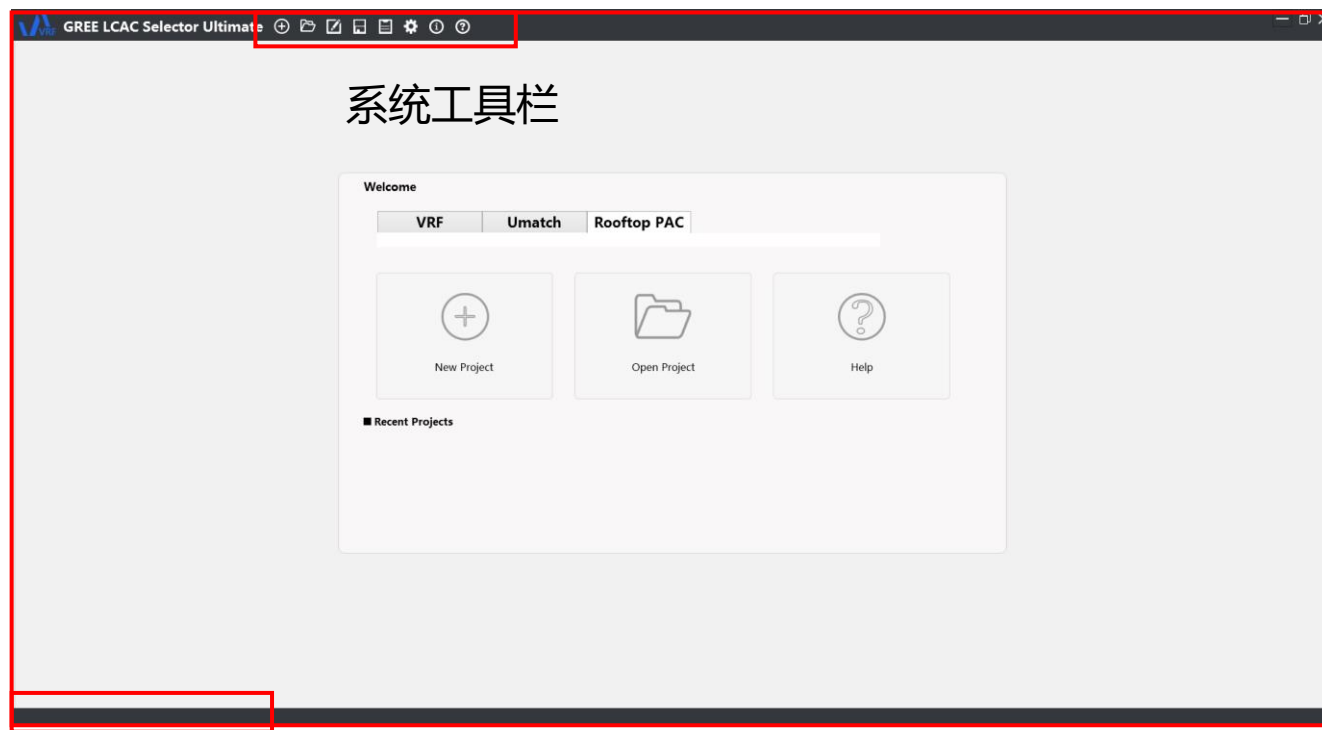 VRF GREE LCAC Selector Ultimate
系统工具栏
Welcome
VRF Umatch Rooftop PAC
New Project Open Project Help
Recent Projects